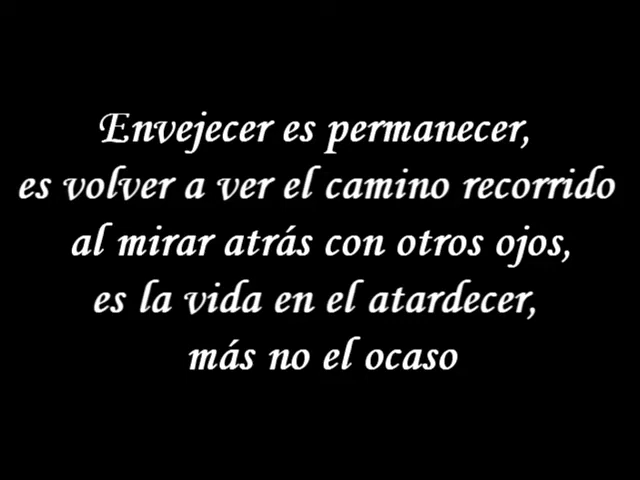 Envejecer es permanecer,
es volver a ver el camino recorrido
al mirar atrás con otros ojos,
es la vida en el atardecer,
más no el ocaso